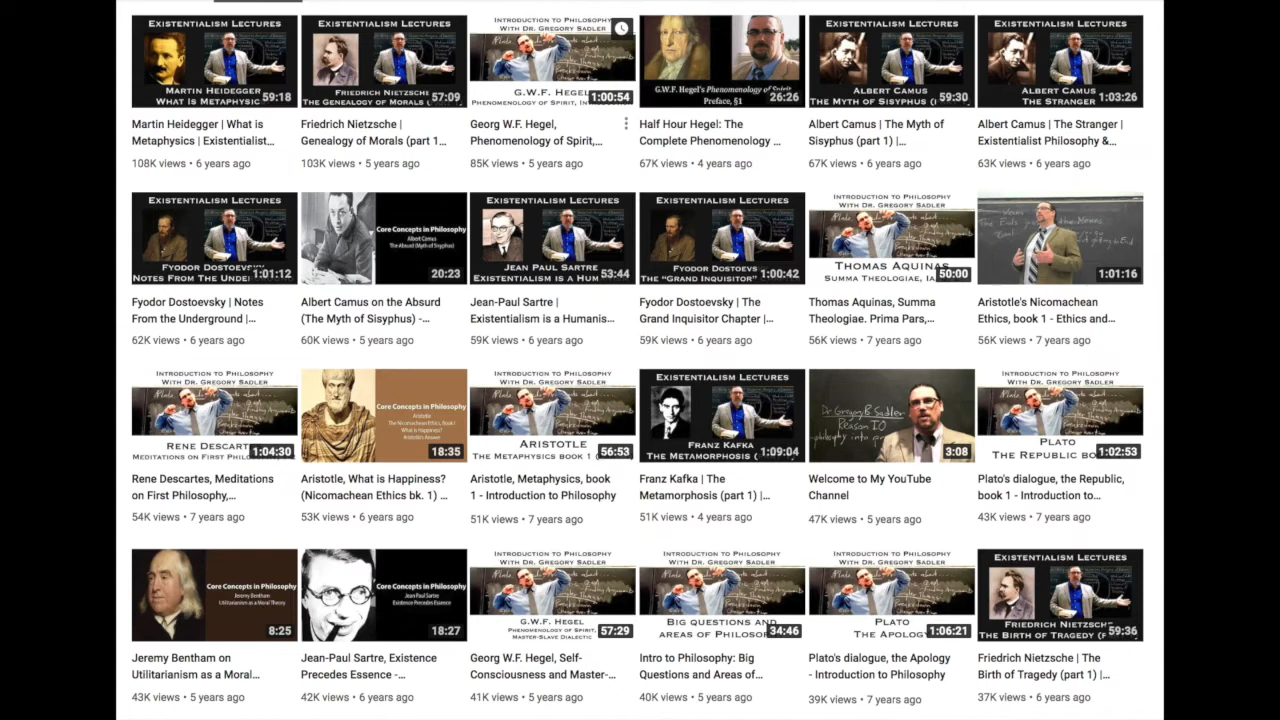 EXISTENTIALISM LECTURES
MARTIN HEIDEGGER
WHAT IS METAPHYSIC
59:18
EXISTENTIALISM LECTURES
FRIEDRICH NIETZSCHE
THE GENEALOGY OF MORALS (
57:09
INTRODUCTION TO PHILOSOPHY
WITH DR. GREGORY SADLER
G.W.F. HEGEL
PHENOMENOLOGY OF SPIRIT, IN
1:00:54
G.W.F. Hegel's Phenomenology of Spirit
Preface, §1
26:26
EXISTENTIALISM LECTURES
ALBERT CAMUS
THE MYTH OF SISYPHUS (
59:30
EXISTENTIALISM LECTURES
ALBERT CAMUS
THE STRANGER
1:03:26
Martin Heidegger | What is
Metaphysics | Existentialist...
108K views • 6 years ago
Friedrich Nietzsche |
Genealogy of Morals (part 1...
103K views • 5 years ago
Georg W.F. Hegel,
Phenomenology of Spirit,...
85K views • 5 years ago
Half Hour Hegel: The
Complete Phenomenology ...
67K views • 4 years ago
Albert Camus | The Myth of
Sisyphus (part 1) |...
67K views • 6 years ago
Albert Camus | The Stranger |
Existentialist Philosophy &...
63K views • 6 years ago
EXISTENTIALISM LECTURES
FYODOR DOSTOEVSKY
NOTES FROM THE UNDE
1:01:12
Core Concepts in Philosophy
Albert Camus
The Absurd (Myth of Sisyphus)
20:23
EXISTENTIALISM LECTURES
JEAN PAUL SARTRE
EXISTENTIALISM IS A HUM
53:44
EXISTENTIALISM LECTURES
FYODOR DOSTOEVS
THE "GRAND INQUISITOR"
1:00:42
INTRODUCTION TO PHILOSOPHY
WITH DR. GREGORY SADLER
THOMAS AQUINAS
SUMMA THEOLOGIAE, IA
50:00
1:01:16
Fyodor Dostoevsky | Notes
From the Underground |...
62K views • 6 years ago
Albert Camus on the Absurd
(The Myth of Sisyphus) -...
60K views • 5 years ago
Jean-Paul Sartre |
Existentialism is a Humanis...
59K views • 6 years ago
Fyodor Dostoevsky | The
Grand Inquisitor Chapter |...
59K views • 6 years ago
Thomas Aquinas, Summa
Theologiae. Prima Pars,...
56K views • 7 years ago
Aristotle's Nicomachean
Ethics, book 1 - Ethics and...
56K views • 7 years ago
INTRODUCTION TO PHILOSOPHY
WITH DR. GREGORY SADLER
RENE DESCART
MEDITATIONS ON FIRST PHILO
1:04:30
Core Concepts in Philosophy
Aristotle
The Nicomachean Ethics, Book I
What is Happiness?
Aristotle's Answer
18:35
INTRODUCTION TO PHILOSOPHY
WITH DR. GREGORY SADLER
ARISTOTLE
THE METAPHYSICS BOOK 1 (
56:53
EXISTENTIALISM LECTURES
FRANZ KAFKA
THE METAMORPHOSIS (
1:09:04
Dr. Gregory B. Sadler
Reason IO
philosophy into pr
3:08
INTRODUCTION TO PHILOSOPHY
WITH DR. GREGORY SADLER
PLATO
THE REPUBLIC BO
1:02:53
Rene Descartes, Meditations
on First Philosophy,...
54K views • 7 years ago
Aristotle, What is Happiness?
(Nicomachean Ethics bk. 1) ...
53K views • 6 years ago
Aristotle, Metaphysics, book
1 - Introduction to Philosophy
51K views • 7 years ago
Franz Kafka | The
Metamorphosis (part 1) |...
51K views • 4 years ago
Welcome to My YouTube
Channel
47K views • 5 years ago
Plato's dialogue, the Republic,
book 1 - Introduction to...
43K views • 7 years ago
Core Concepts in Philosophy
Jeremy Bentham
Utilitarianism as a Moral Theory
8:25
Core Concepts in Philosophy
Jean Paul Sartre
Existence Precedes Essence
18:27
INTRODUCTION TO PHILOSOPHY
WITH DR. GREGORY SADLER
G.W.F. HEGEL
PHENOMENOLOGY OF SPIRIT,
MASTER-SLAVE DIALECTIC
57:29
INTRODUCTION TO PHILOSOPHY
WITH DR. GREGORY SADLER
BIG QUESTIONS AND
AREAS OF PHILOSO
34:46
INTRODUCTION TO PHILOSOPHY
WITH DR. GREGORY SADLER
PLATO
THE APOLOGY
1:06:21
EXISTENTIALISM LECTURES
FRIEDRICH NIETZSCHE
THE BIRTH OF TRAGEDY (P
59:36
Jeremy Bentham on
Utilitarianism as a Moral...
43K views • 5 years ago
Jean-Paul Sartre, Existence
Precedes Essence -...
42K views • 6 years ago
Georg W.F. Hegel, Self-
Consciousness and Master-...
41K views • 5 years ago
Intro to Philosophy: Big
Questions and Areas of...
40K views • 5 years ago
Plato's dialogue, the Apology
- Introduction to Philosophy
39K views • 7 years ago
Friedrich Nietzsche | The
Birth of Tragedy (part 1) |...
37K views • 6 years ago